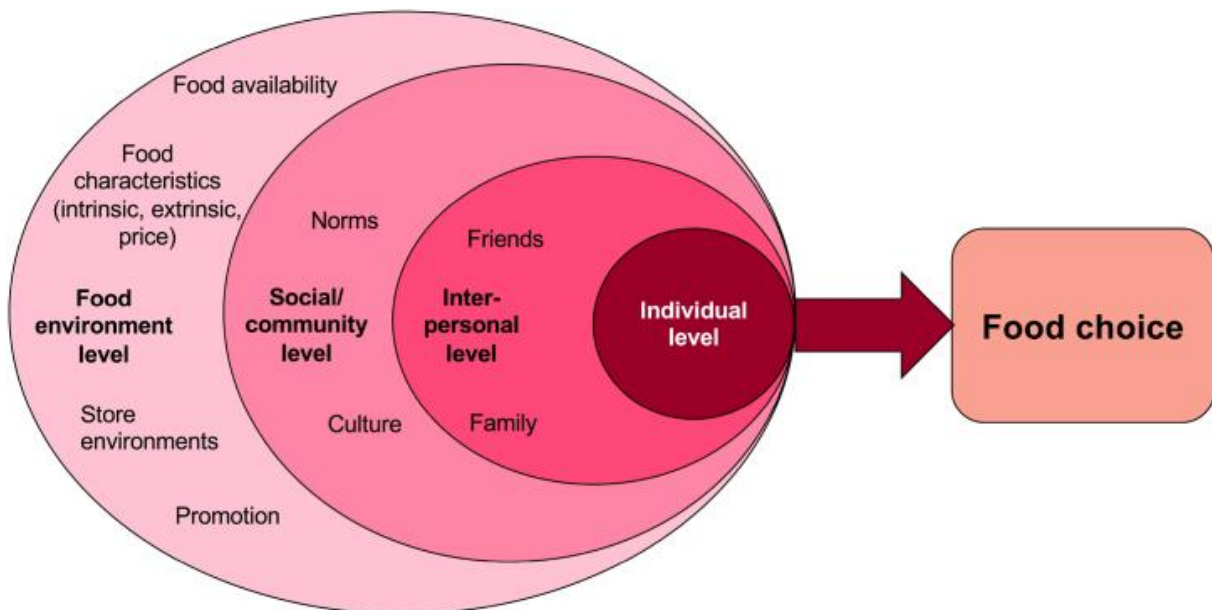 Food availability
Food
characteristics
(intrinsic, extrinsic,
price)
Food
environment
level
Store
environments
Promotion
Norms
Social/
community
level
Culture
Friends
Inter-
personal
level
Family
Individual
level
Food choice